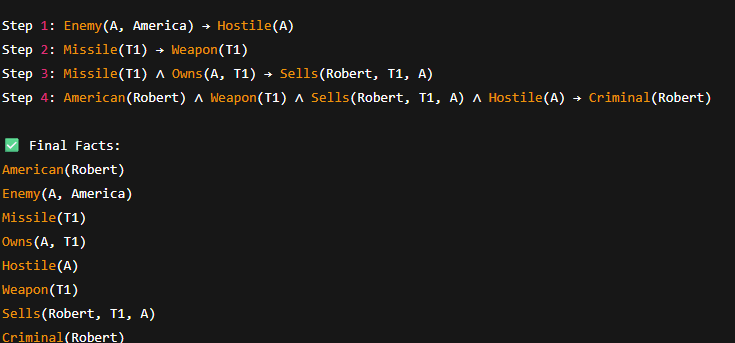 Step 1: Enemy(A, America) → Hostile(A)
Step 2: Missile(T1) → Weapon(T1)
Step 3: Missile(T1) ∧ Owns(A, T1) → Sells(Robert, T1, A)
Step 4: American(Robert) ∧ Weapon(T1) ∧ Sells(Robert, T1, A) ∧ Hostile(A) → Criminal(Robert)
✅ Final Facts:
American(Robert)
Enemy(A, America)
Missile(T1)
Owns(A, T1)
Hostile(A)
Weapon(T1)
Sells(Robert, T1, A)
Criminal(Robert)